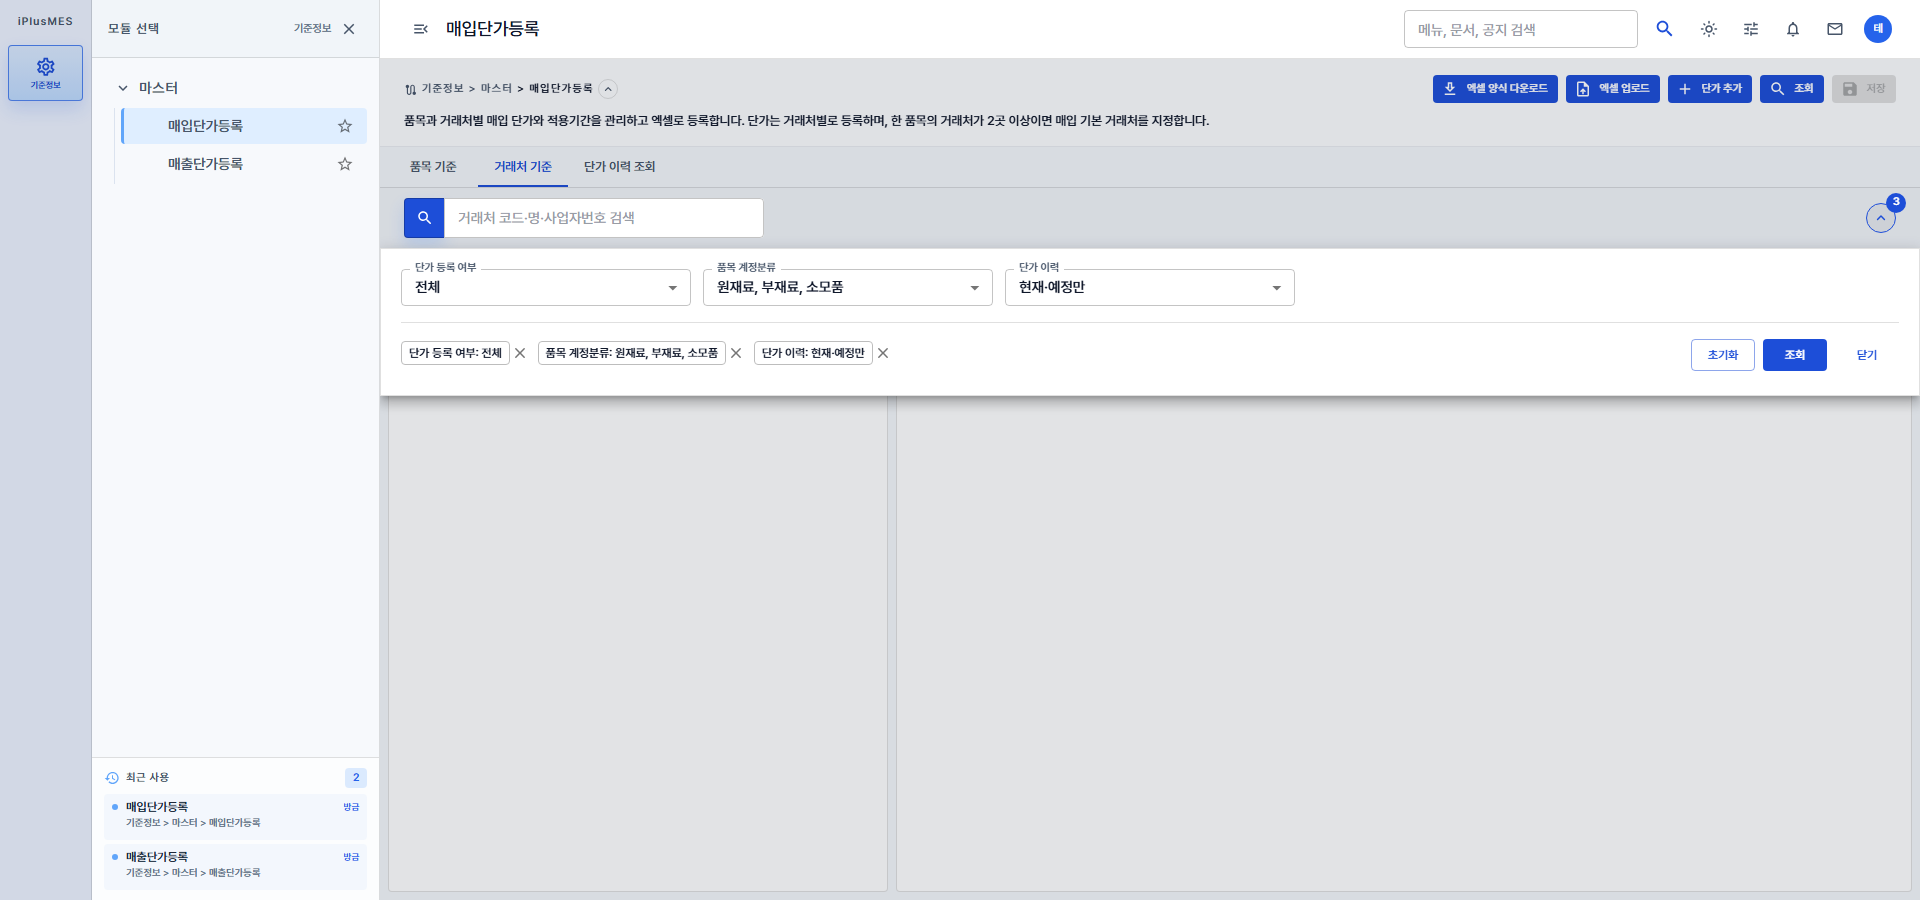 iPlusMES
기준정보
모듈 선택
기준정보
마스터
매입단가등록
매출단가등록
최근 사용
2
매입단가등록
방금
기준정보 > 마스터 > 매입단가등록
매출단가등록
방금
기준정보 > 마스터 > 매출단가등록
매입단가등록
메뉴, 문서, 공지 검색
테
기준정보 > 마스터 > 매입단가등록
엑셀 양식 다운로드
엑셀 업로드
단가 추가
조회
저장
품목과 거래처별 매입 단가와 적용기간을 관리하고 엑셀로 등록합니다. 단가는 거래처별로 등록하며, 한 품목의 거래처가 2곳 이상이면 매입 기본 거래처를 지정합니다.
품목 기준
거래처 기준
단가 이력 조회
거래처 코드·명·사업자번호 검색
3
단가 등록 여부
전체
품목 계정분류
원재료, 부재료, 소모품
단가 이력
현재·예정만
단가 등록 여부: 전체
품목 계정분류: 원재료, 부재료, 소모품
단가 이력: 현재·예정만
초기화
조회
닫기